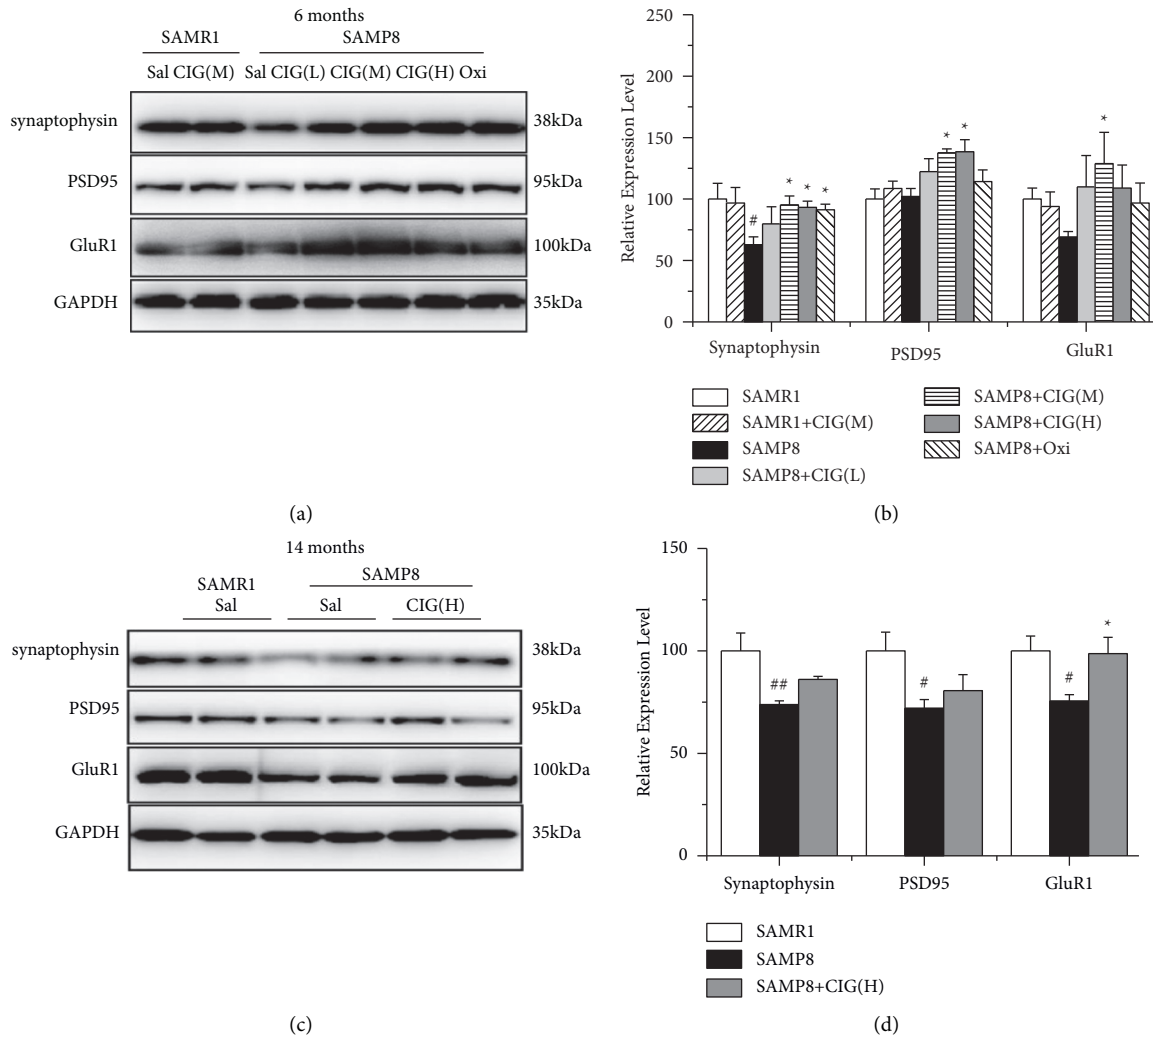 6 months
SAMR1 SAMP8
Sal CIG(M) Sal CIG(L) CIG(M) CIG(H) Oxi
synaptophysin 38kDa
PSD95 95kDa
GluR1 100kDa
GAPDH 35kDa
(a)
Relative Expression Level
250
200
150
100
50
0
* * * * * *
#
Synaptophysin PSD95 GluR1
SAMR1 SAMP8+CIG(M)
SAMR1+CIG(M) SAMP8+CIG(H)
SAMP8 SAMP8+Oxi
SAMP8+CIG(L)
(b)
14 months
SAMR1 SAMP8
Sal Sal CIG(H)
synaptophysin 38kDa
PSD95 95kDa
GluR1 100kDa
GAPDH 35kDa
(c)
Relative Expression Level
150
100
50
0
*
## # #
Synaptophysin PSD95 GluR1
SAMR1
SAMP8
SAMP8+CIG(H)
(d)